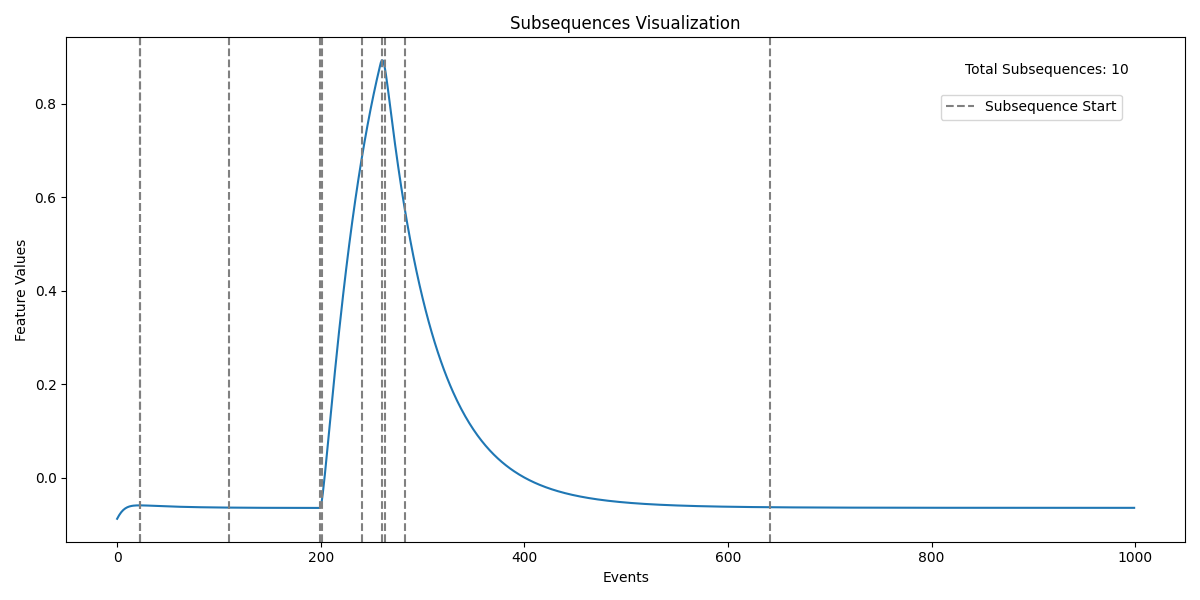 Subsequences Visualization
Total Subsequences: 10
Subsequence Start
Feature Values
0.8
0.6
0.4
0.2
0.0
0
200
400
600
800
1000
Events